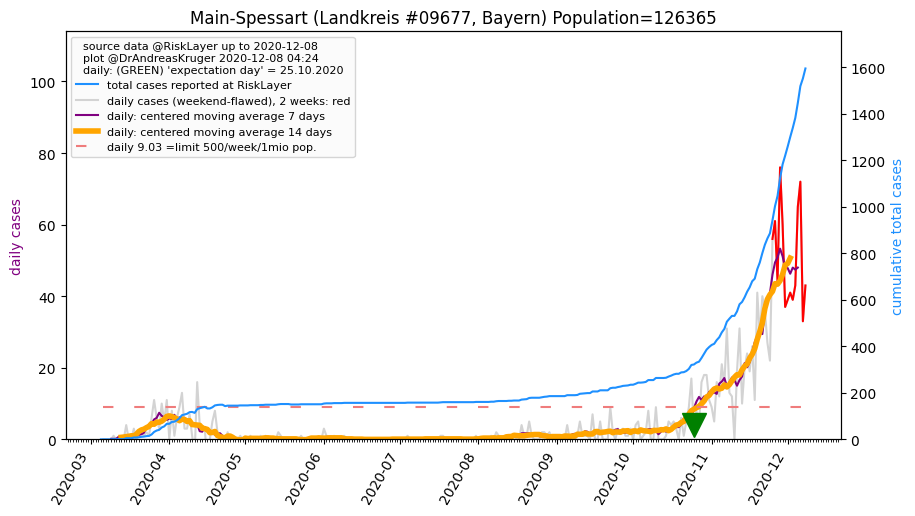 Main-Spessart (Landkreis #09677, Bayern) Population=126365
source data @RiskLayer up to 2020-12-08
plot @DrAndreasKruger 2020-12-08 04:24
daily: (GREEN) 'expectation day' = 25.10.2020
total cases reported at RiskLayer
daily cases (weekend-flawed), 2 weeks: red
daily: centered moving average 7 days
daily: centered moving average 14 days
daily 9.03 =limit 500/week/1mio pop.
daily cases
100
80
60
40
20
0
cumulative total cases
1600
1400
1200
1000
800
600
400
200
0
2020-03
2020-04
2020-05
2020-06
2020-07
2020-08
2020-09
2020-10
2020-11
2020-12